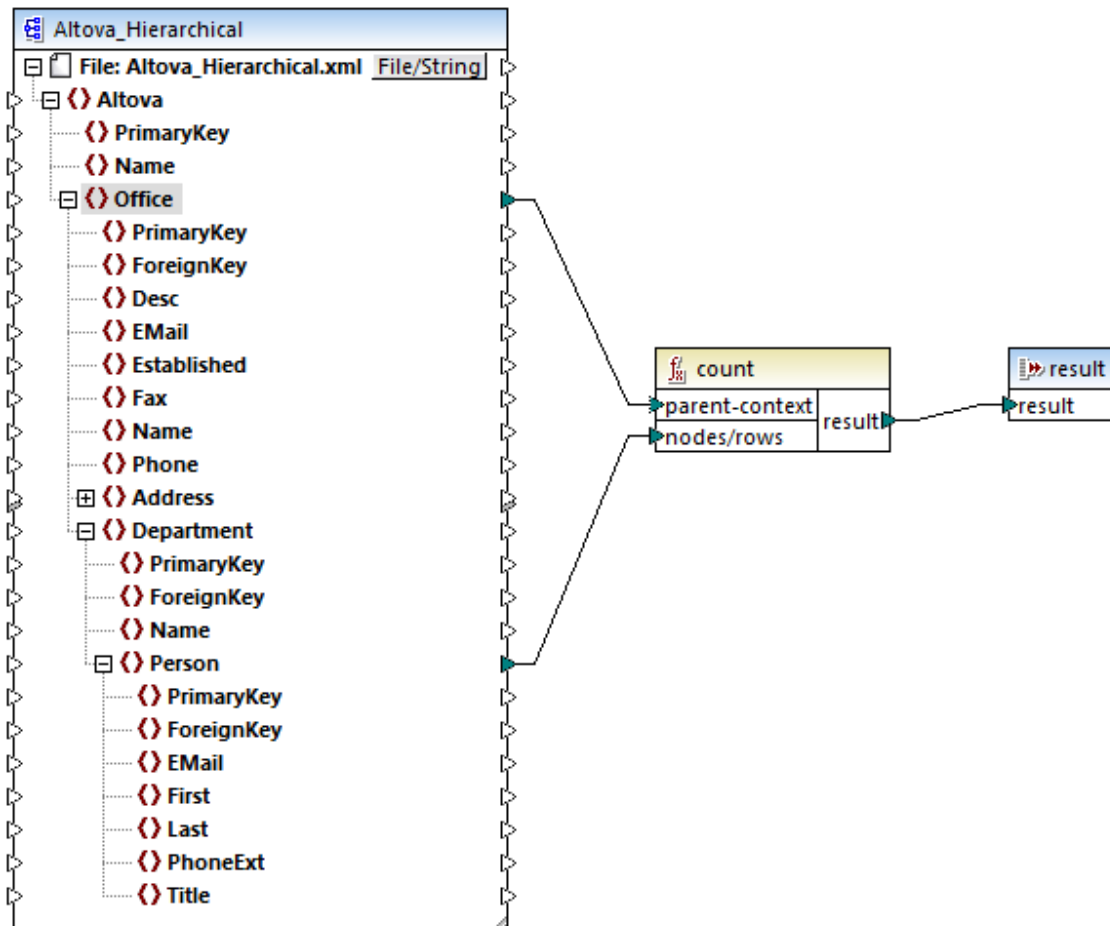 Altova_Hierarchical
File: Altova_Hierarchical.xml File/String
Altova
PrimaryKey
Name
Office
PrimaryKey
ForeignKey
Desc
EMail
Established
Fax
Name
Phone
Address
Department
PrimaryKey
ForeignKey
Name
Person
PrimaryKey
ForeignKey
EMail
First
Last
PhoneExt
Title
fx count
parent-context
nodes/rows
result
result
result